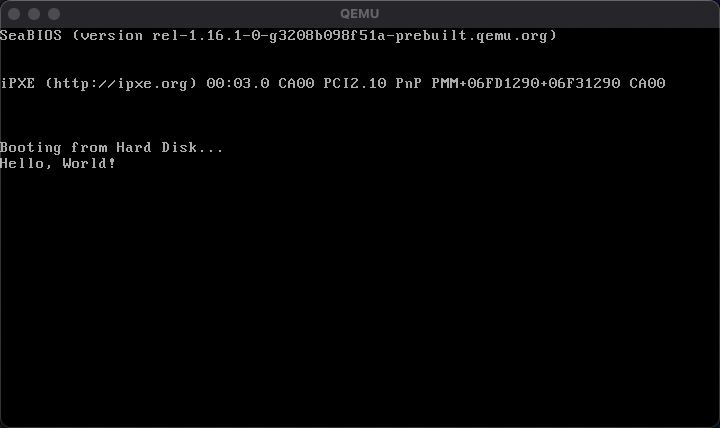 QEMU
SeaBIOS (version rel-1.16.1-0-g3208b098f51a-prebuilt.qemu.org)
iPXE (http://ipxe.org) 00:03.0 CA00 PCI2.10 PnP PMM+06FD1290+06F31290 CA00
Booting from Hard Disk...
Hello, World!